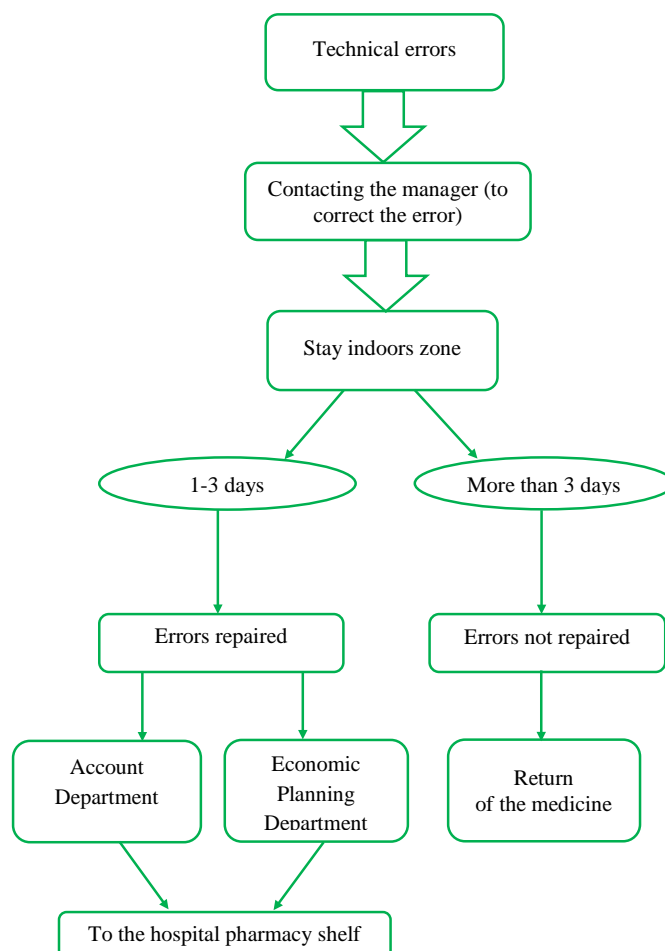 Technical errors
Contacting the manager (to
correct the error)
Stay indoors zone
1-3 days
More than 3 days
Errors repaired
Errors not repaired
Account
Department
Economic
Planning
Department
Return
of the medicine
To the hospital pharmacy shelf